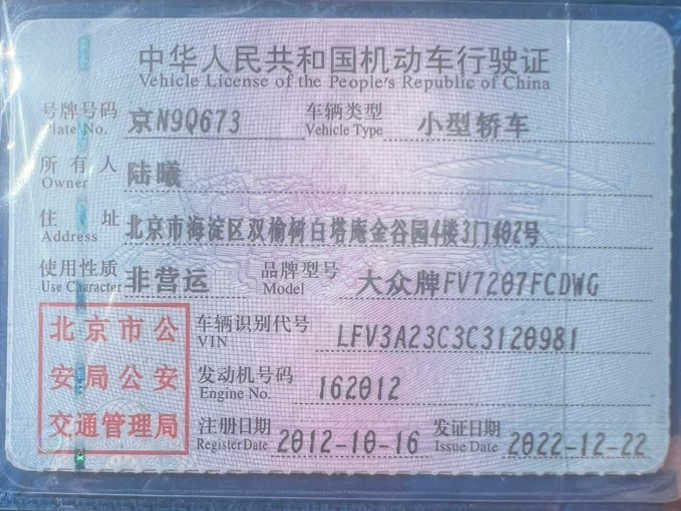 中华人民共和国机动车行驶证
Vehicle License of the People's Republic of China
号牌号码 京N9Q673 车辆类型 小型轿车
Plate No. Vehicle Type
所有人 陆曦
Owner
住址 北京市海淀区双榆树白塔庵金谷园4楼3门402号
Address
使用性质 非营运 品牌型号 大众牌FV7207FCDWG
Use Character Model
北京市公 车辆识别代号 LFV3A23C3C3120981
VIN
安局公安 发动机号码 162012
Engine No.
交通管理局 注册日期 2012-10-16 发证日期 2022-12-22
Register Date Issue Date